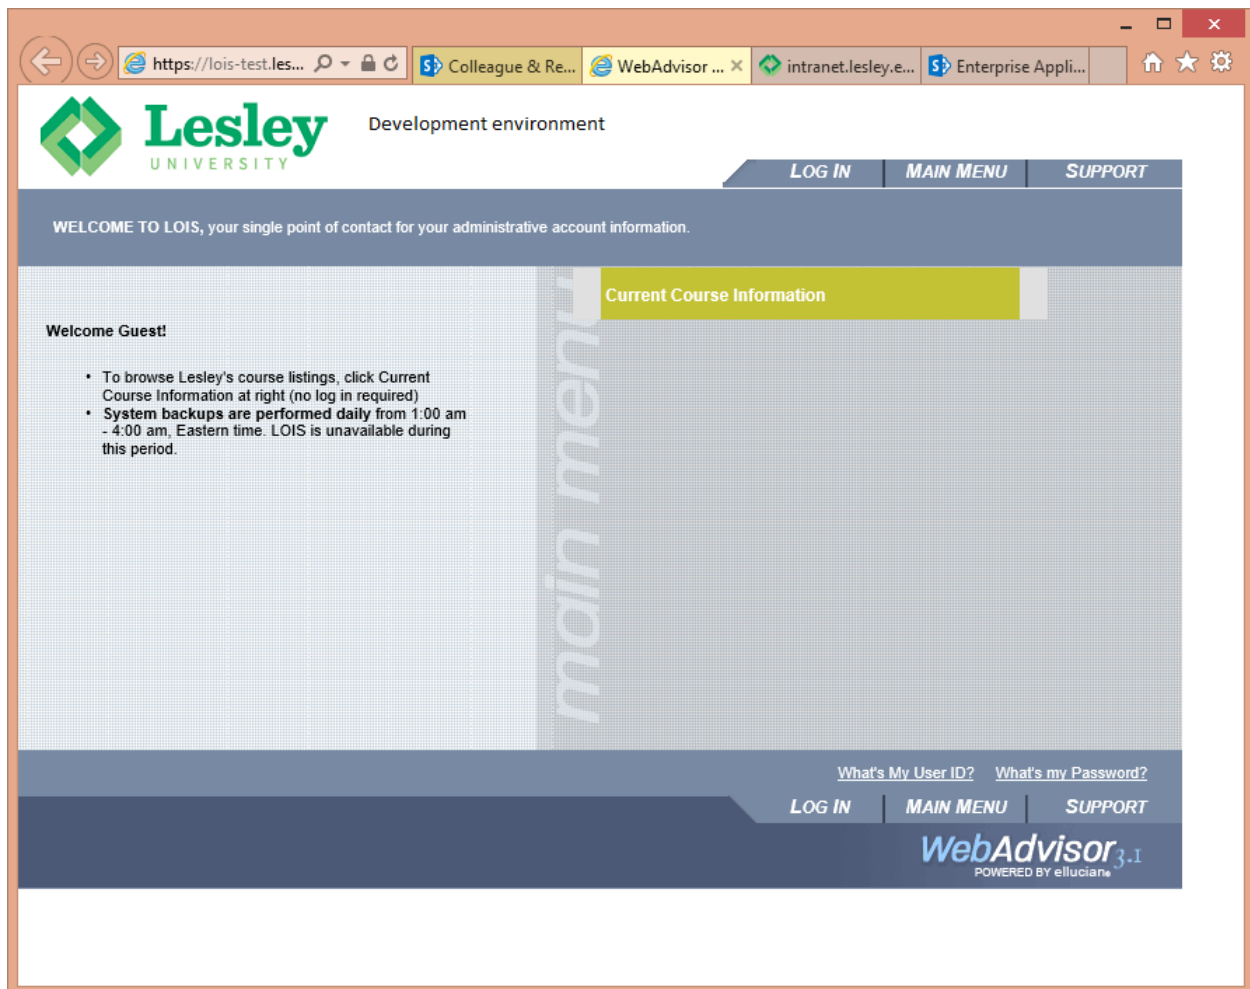 https://lois-test.les...
Colleague & Re...
WebAdvisor ...
intranet.lesley.e...
Enterprise Appli...
Lesley
UNIVERSITY
Development environment
LOG IN
MAIN MENU
SUPPORT
WELCOME TO LOIS, your single point of contact for your administrative account information.
Current Course Information
main menu
Welcome Guest!
• To browse Lesley's course listings, click Current
Course Information at right (no log in required)
• System backups are performed daily from 1:00 am
- 4:00 am, Eastern time. LOIS is unavailable during
this period.
What's My User ID?
What's my Password?
LOG IN
MAIN MENU
SUPPORT
WebAdvisor 3.1
POWERED BY ellucian